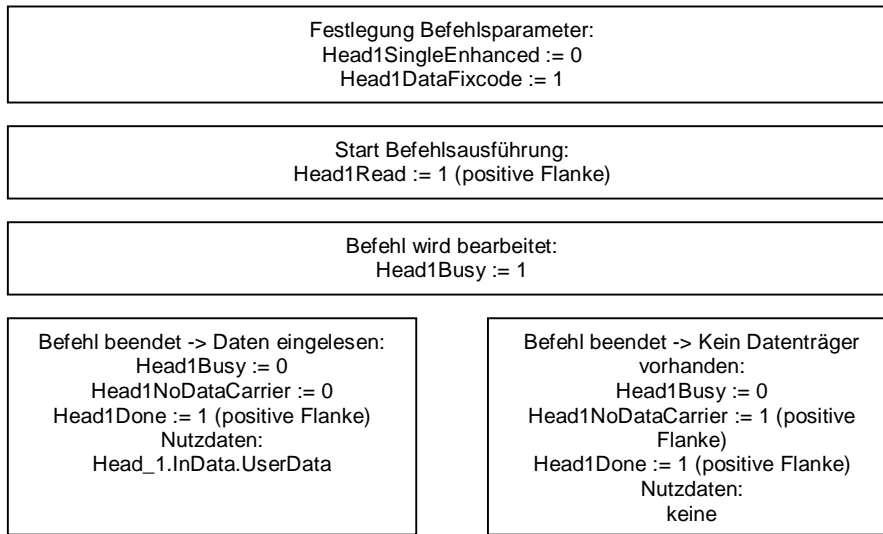 Festlegung Befehlsparameter:
Head1SingleEnhanced := 0
Head1DataFixcode := 1
Start Befehlsausführung:
Head1Read := 1 (positive Flanke)
Befehl wird bearbeitet:
Head1Busy := 1
Befehl beendet -> Daten eingelesen:
Head1Busy := 0
Head1NoDataCarrier := 0
Head1Done := 1 (positive Flanke)
Nutzdaten:
Head_1.InData.UserData
Befehl beendet -> Kein Datenträger
vorhanden:
Head1Busy := 0
Head1NoDataCarrier := 1 (positive
Flanke)
Head1Done := 1 (positive Flanke)
Nutzdaten:
keine